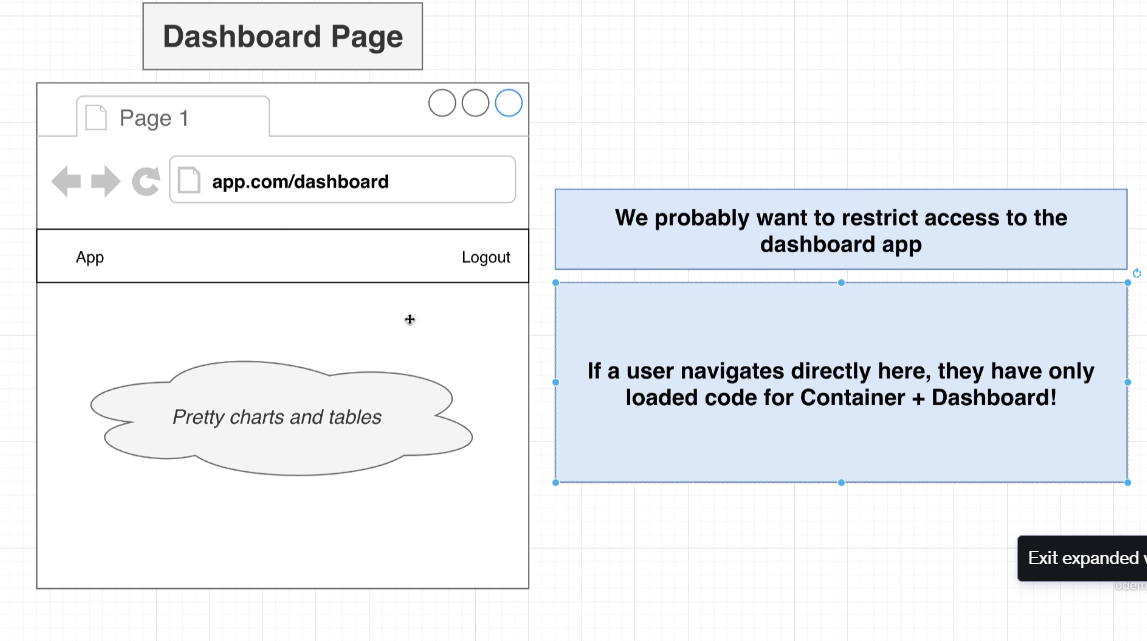 Dashboard Page
Page 1
app.com/dashboard
App
Logout
Pretty charts and tables
We probably want to restrict access to the
dashboard app
If a user navigates directly here, they have only
loaded code for Container + Dashboard!
Exit expanded